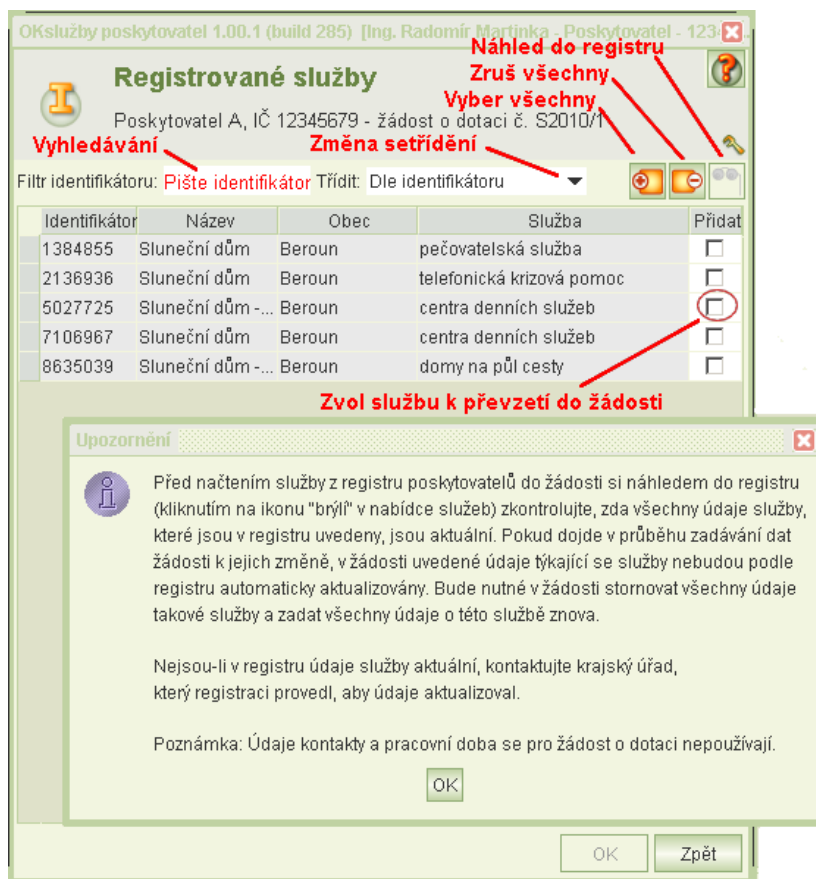 OKslužby poskytovatel 1.00.1 (build 285) [Ing. Radomír Martinka - Poskytovatel - 123
Náhled do registru
Registrované služby
Zruš všechny
Vyber všechny
Poskytovatel A, IČ 12345679 - žádost o dotaci č. S2010/1
Vyhledávání
Změna setřídění
Filtr identifikátoru: Pište identifikátor Třídit: Dle identifikátoru
Identifikátor Název Obec Služba Přidat
1384855 Sluneční dům Beroun pečovatelská služba
2136936 Sluneční dům Beroun telefonická krizová pomoc
5027725 Sluneční dům -... Beroun centra denních služeb
7106967 Sluneční dům Beroun centra denních služeb
8635039 Sluneční dům -... Beroun domy na půl cesty
Zvol službu k převzetí do žádosti
Upozornění
Před načtením služby z registru poskytovatelů do žádosti si náhledem do registru
(kliknutím na ikonu "brýlí" v nabídce služeb) zkontrolujte, zda všechny údaje služby,
které jsou v registru uvedeny, jsou aktuální. Pokud dojde v průběhu zadávání dat
žádosti k jejich změně, v žádosti uvedené údaje týkající se služby nebudou podle
registru automaticky aktualizovány. Bude nutné v žádosti stornovat všechny údaje
takové služby a zadat všechny údaje o této službě znova.
Nejsou-li v registru údaje služby aktuální, kontaktujte krajský úřad,
který registraci provedl, aby údaje aktualizoval.
Poznámka: Údaje kontakty a pracovní doba se pro žádost o dotaci nepoužívají.
OK
OK Zpět